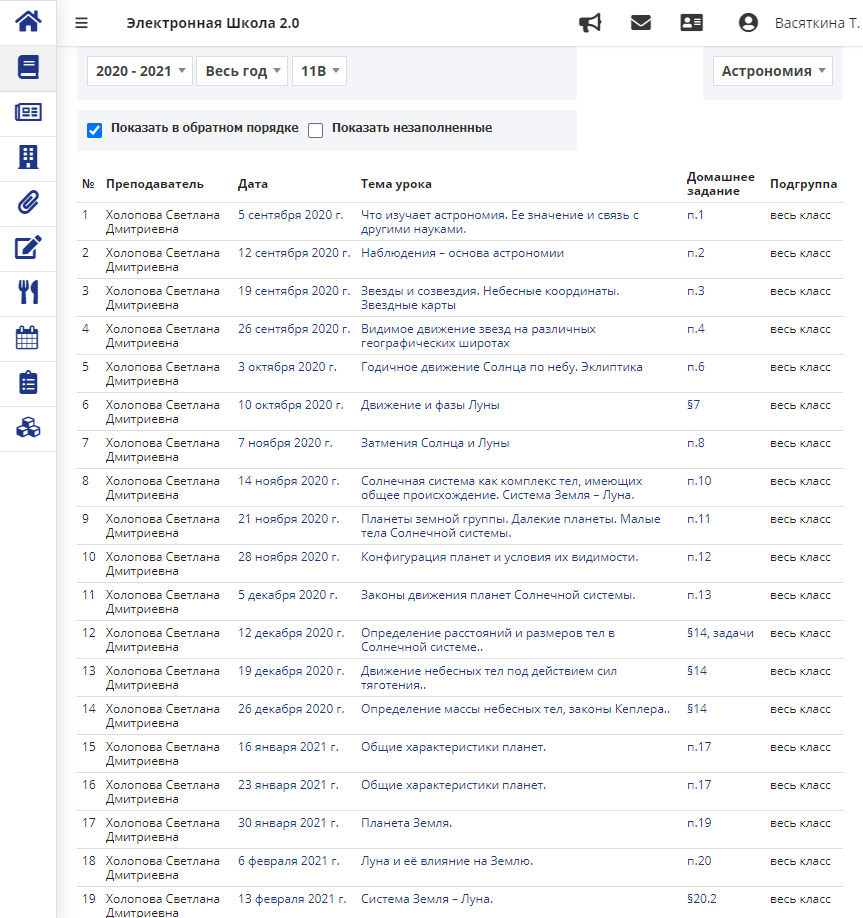 Электронная Школа 2.0
Васяткина Т.
2020 - 2021
Весь год
11В
Астрономия
Показать в обратном порядке
Показать незаполненные
№ Преподаватель Дата Тема урока Домашнее задание Подгруппа
1 Холопова Светлана Дмитриевна 5 сентября 2020 г. Что изучает астрономия. Ее значение и связь с другими науками. п.1 весь класс
2 Холопова Светлана Дмитриевна 12 сентября 2020 г. Наблюдения – основа астрономии п.2 весь класс
3 Холопова Светлана Дмитриевна 19 сентября 2020 г. Звезды и созвездия. Небесные координаты. Звездные карты п.3 весь класс
4 Холопова Светлана Дмитриевна 26 сентября 2020 г. Видимое движение звезд на различных географических широтах п.4 весь класс
5 Холопова Светлана Дмитриевна 3 октября 2020 г. Годичное движение Солнца по небу. Эклиптика п.6 весь класс
6 Холопова Светлана Дмитриевна 10 октября 2020 г. Движение и фазы Луны §7 весь класс
7 Холопова Светлана Дмитриевна 7 ноября 2020 г. Затмения Солнца и Луны п.8 весь класс
8 Холопова Светлана Дмитриевна 14 ноября 2020 г. Солнечная система как комплекс тел, имеющих общее происхождение. Система Земля – Луна. п.10 весь класс
9 Холопова Светлана Дмитриевна 21 ноября 2020 г. Планеты земной группы. Далекие планеты. Малые тела Солнечной системы. п.11 весь класс
10 Холопова Светлана Дмитриевна 28 ноября 2020 г. Конфигурация планет и условия их видимости. п.12 весь класс
11 Холопова Светлана Дмитриевна 5 декабря 2020 г. Законы движения планет Солнечной системы. п.13 весь класс
12 Холопова Светлана Дмитриевна 12 декабря 2020 г. Определение расстояний и размеров тел в Солнечной системе.. §14, задачи весь класс
13 Холопова Светлана Дмитриевна 19 декабря 2020 г. Движение небесных тел под действием сил тяготения.. §14 весь класс
14 Холопова Светлана Дмитриевна 26 декабря 2020 г. Определение массы небесных тел, законы Кеплера.. §14 весь класс
15 Холопова Светлана Дмитриевна 16 января 2021 г. Общие характеристики планет. п.17 весь класс
16 Холопова Светлана Дмитриевна 23 января 2021 г. Общие характеристики планет. п.17 весь класс
17 Холопова Светлана Дмитриевна 30 января 2021 г. Планета Земля. п.19 весь класс
18 Холопова Светлана Дмитриевна 6 февраля 2021 г. Луна и её влияние на Землю. п.20 весь класс
19 Холопова Светлана Дмитриевна 13 февраля 2021 г. Система Земля – Луна. §20.2 весь класс